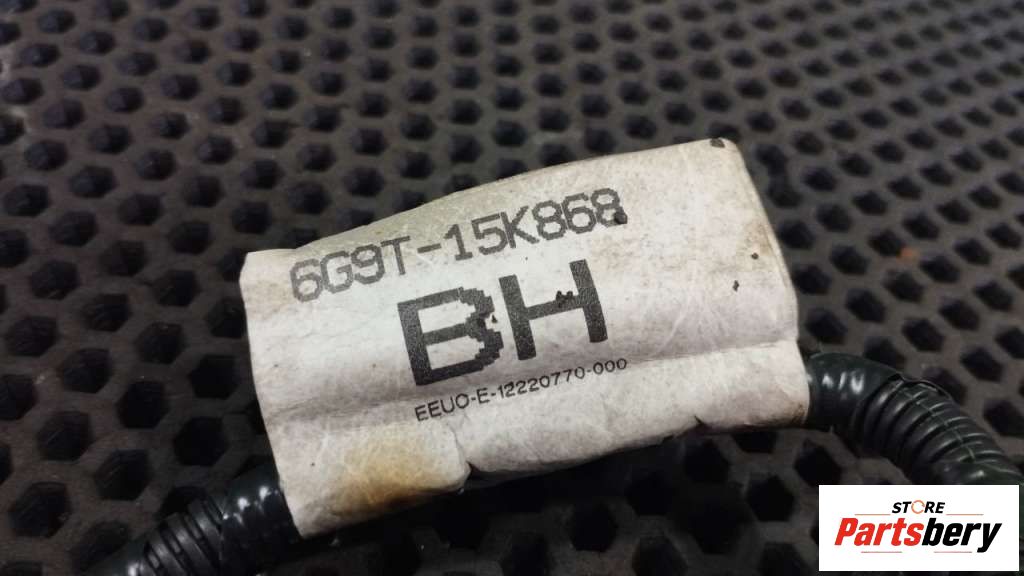 6G9T-15K868
BH
EEUO-E-12220770-000
STORE
Partsbery